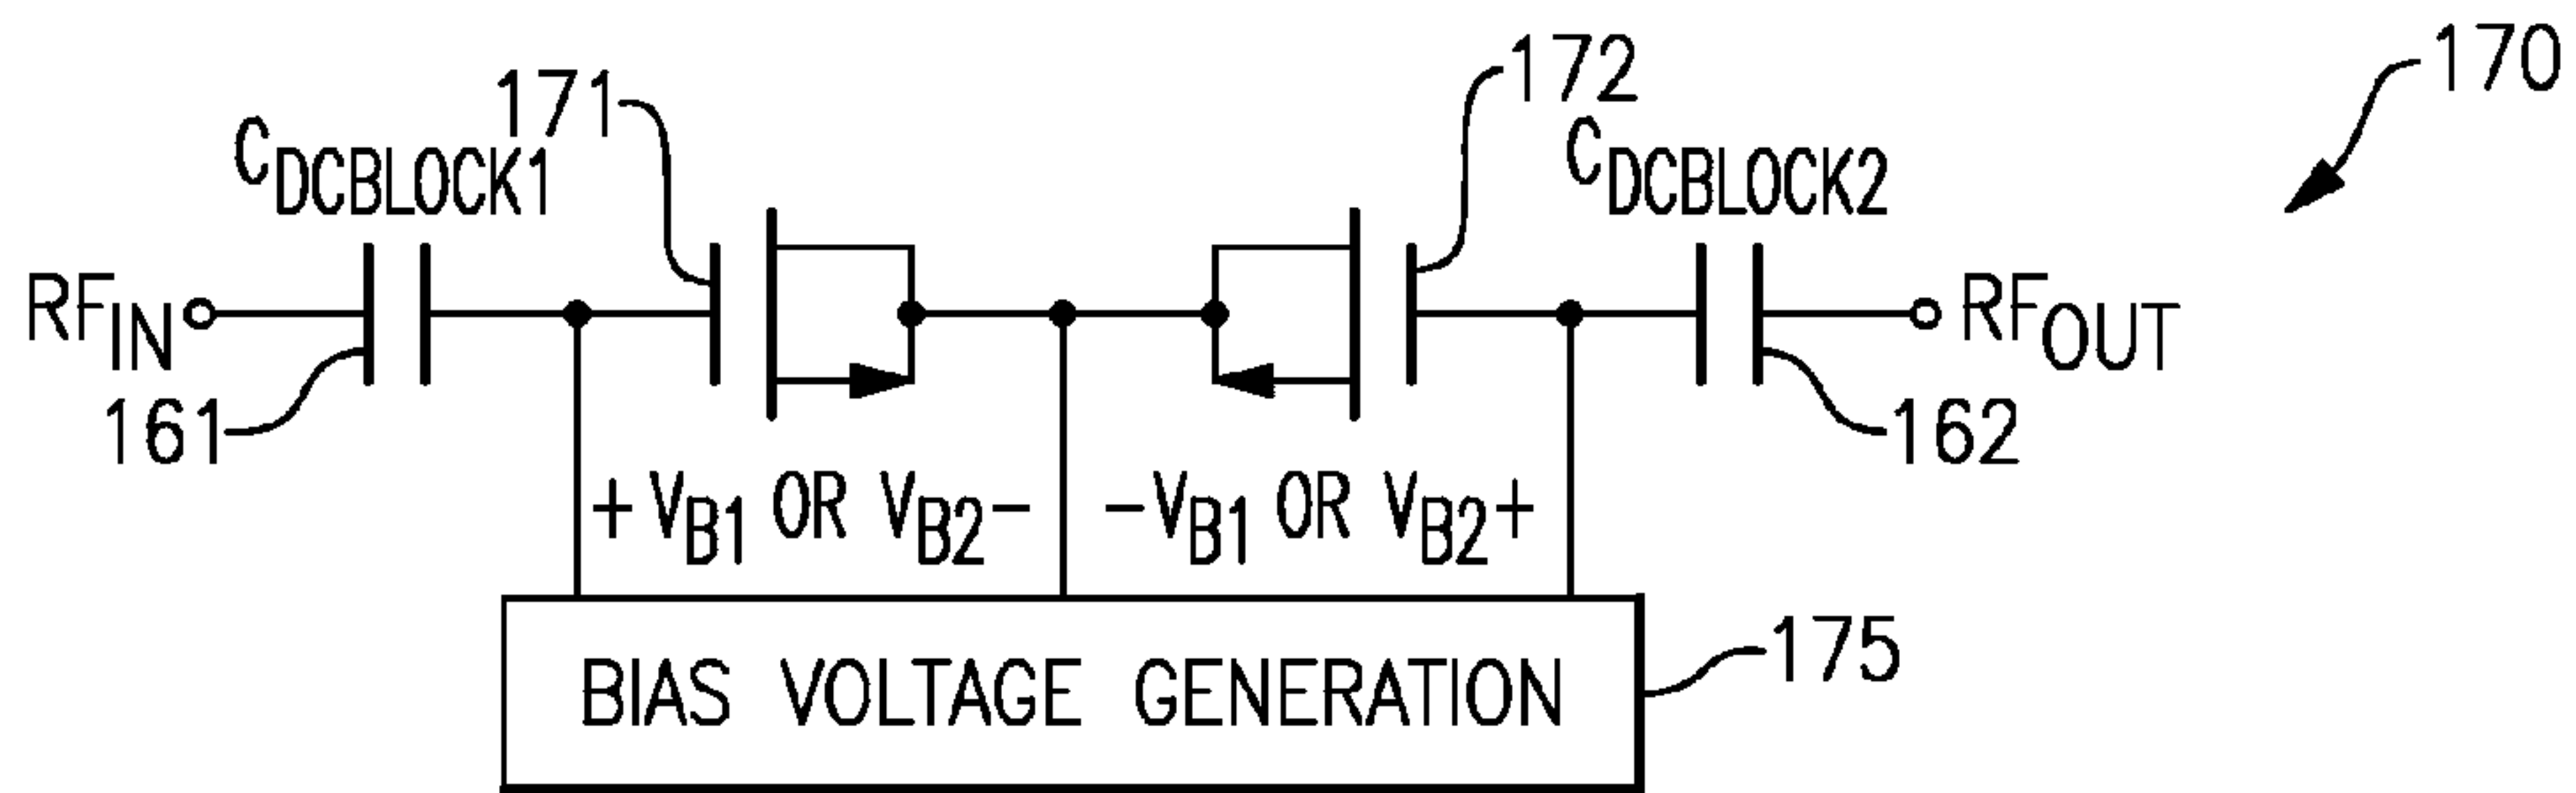 170
171
172
CDCBLOCK1
CDCBLOCK2
RFIN
RFOUT
161
162
+ VB1 OR VB2 -
- VB1 OR VB2 +
175
BIAS VOLTAGE GENERATION